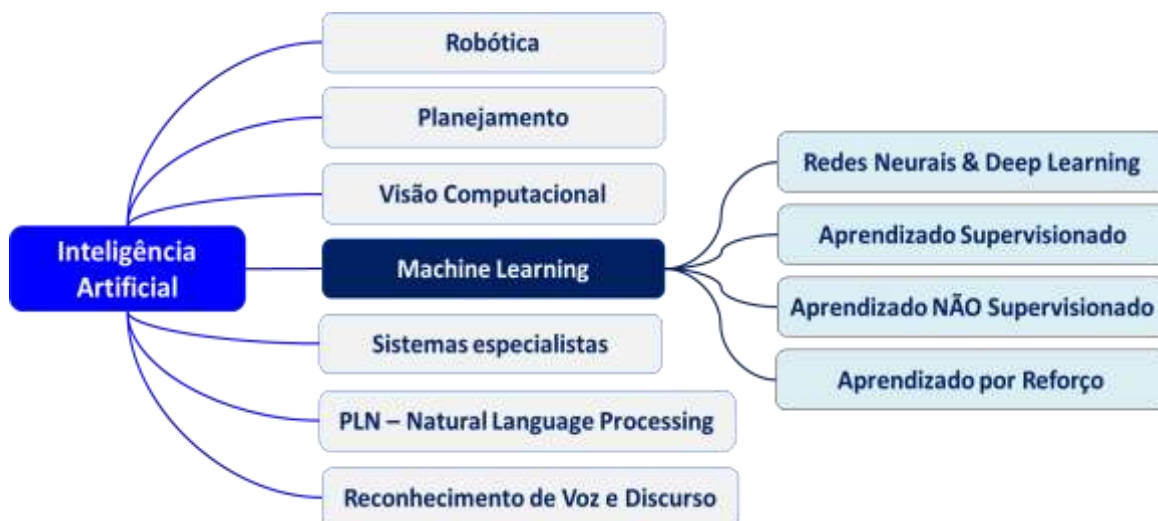 Inteligência
Artificial
Robótica
Planejamento
Visão Computacional
Machine Learning
Sistemas especialistas
PLN – Natural Language Processing
Reconhecimento de Voz e Discurso
Redes Neurais & Deep Learning
Aprendizado Supervisionado
Aprendizado NÃO Supervisionado
Aprendizado por Reforço